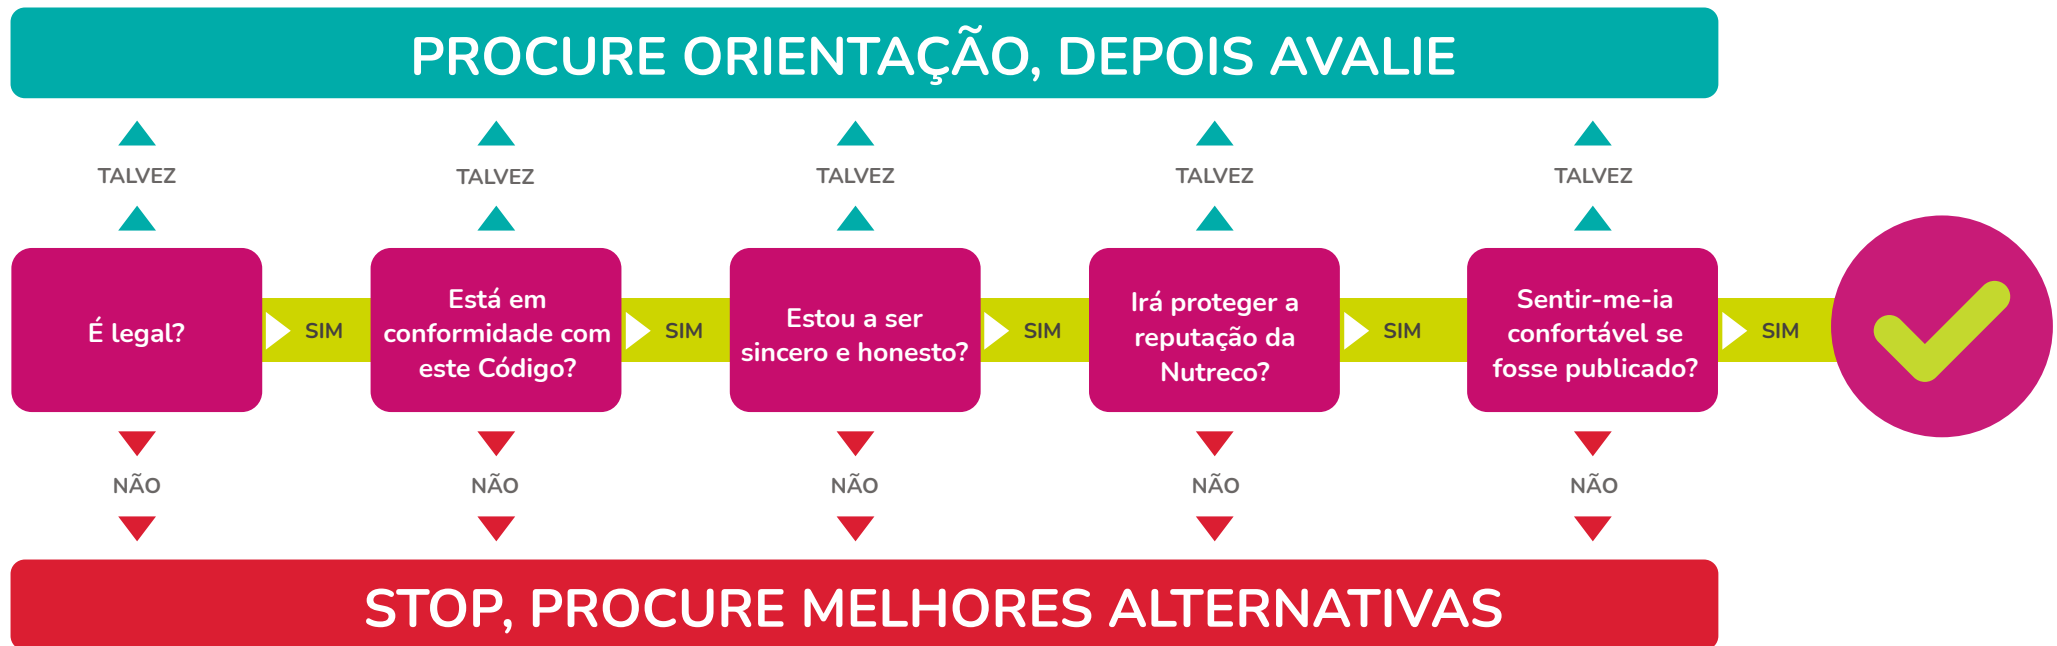 PROCURE ORIENTAÇÃO, DEPOIS AVALIE
TALVEZ
TALVEZ
TALVEZ
TALVEZ
TALVEZ
É legal?
SIM
Está em
conformidade com
este Código?
SIM
Estou a ser
sincero e honesto?
SIM
Irá proteger a
reputação da
Nutreco?
SIM
Sentir-me-ia
confortável se
fosse publicado?
SIM
NÃO
NÃO
NÃO
NÃO
NÃO
STOP, PROCURE MELHORES ALTERNATIVAS